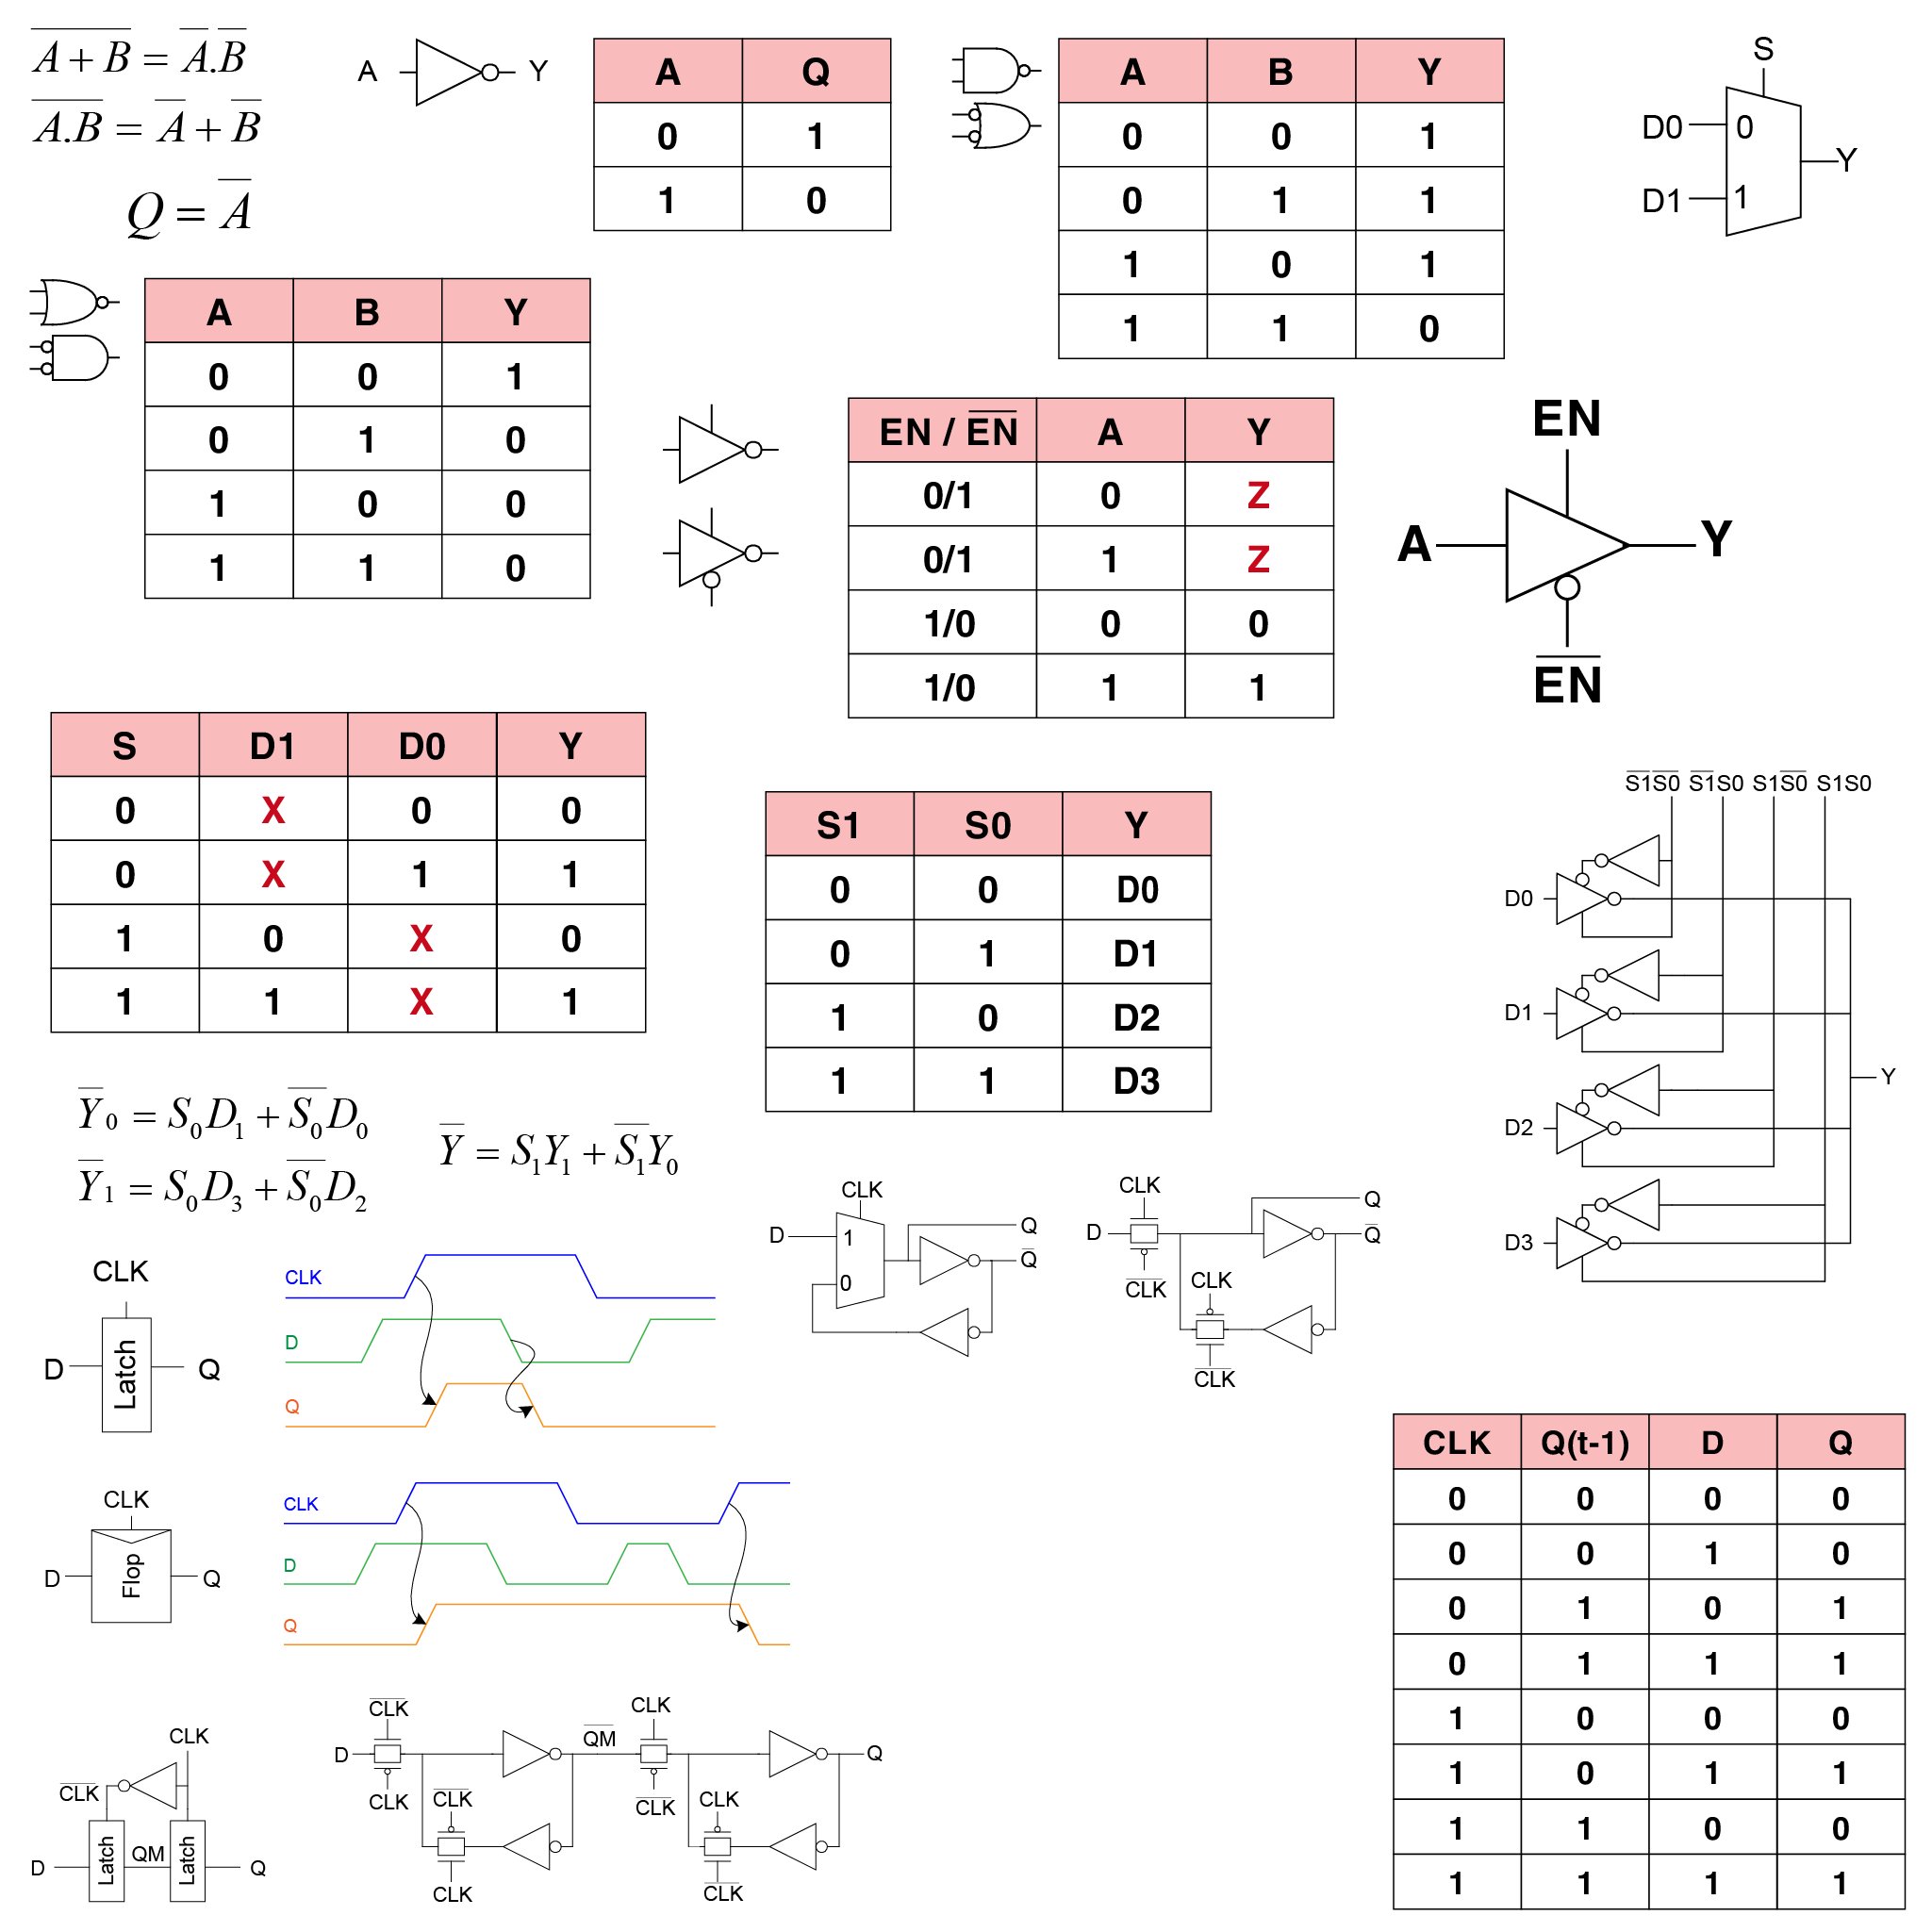 \overline{A + B} = \overline{A}.\overline{B}
\overline{A.B} = \overline{A} + \overline{B}
Q = \overline{A}
A Y
A Q
0 1
1 0
A B Y
0 0 1
0 1 1
1 0 1
1 1 0
S
D0 0
Y
D1 1
A B Y
0 0 1
0 1 0
1 0 0
1 1 0
EN / \overline{EN} A Y
0/1 0 Z
0/1 1 Z
1/0 0 0
1/0 1 1
EN
A Y
\overline{EN}
S D1 D0 Y
0 X 0 0
0 X 1 1
1 0 X 0
1 1 X 1
S1 S0 Y
0 0 D0
0 1 D1
1 0 D2
1 1 D3
\overline{S1}\overline{S0} \overline{S1}S0 S1\overline{S0} S1S0
D0
D1
Y
D2
D3
\overline{Y}_0 = S_0D_1 + \overline{S_0}D_0
\overline{Y}_1 = S_0D_3 + \overline{S_0}D_2
\overline{Y} = S_1Y_1 + \overline{S_1}Y_0
CLK
D 1
Q
\overline{Q}
0
CLK
D
Q
\overline{Q}
\overline{CLK}
CLK
\overline{CLK}
CLK
D Latch Q
CLK
D
Q
CLK
D Flop Q
CLK
D
Q
CLK
\overline{CLK}
D Latch QM Latch Q
\overline{CLK}
D
CLK
\overline{CLK}
CLK
\overline{QM}
CLK
\overline{CLK}
CLK
\overline{CLK}
Q
CLK Q(t-1) D Q
0 0 0 0
0 0 1 0
0 1 0 1
0 1 1 1
1 0 0 0
1 0 1 1
1 1 0 0
1 1 1 1